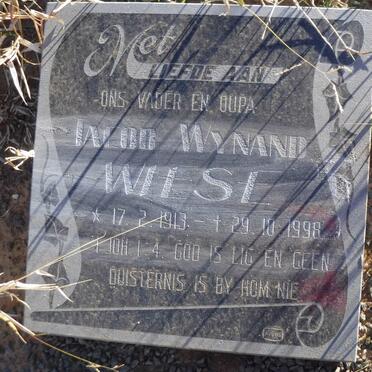 Met
LIEFDE AAN
ONS VADER EN OUPA
JACOB WYNAND
WIESE
* 17.2.1913 - + 29.10.1998
1 JOH 1-4. GOD IS LIG EN GEEN
DUISTERNIS IS BY HOM NIE